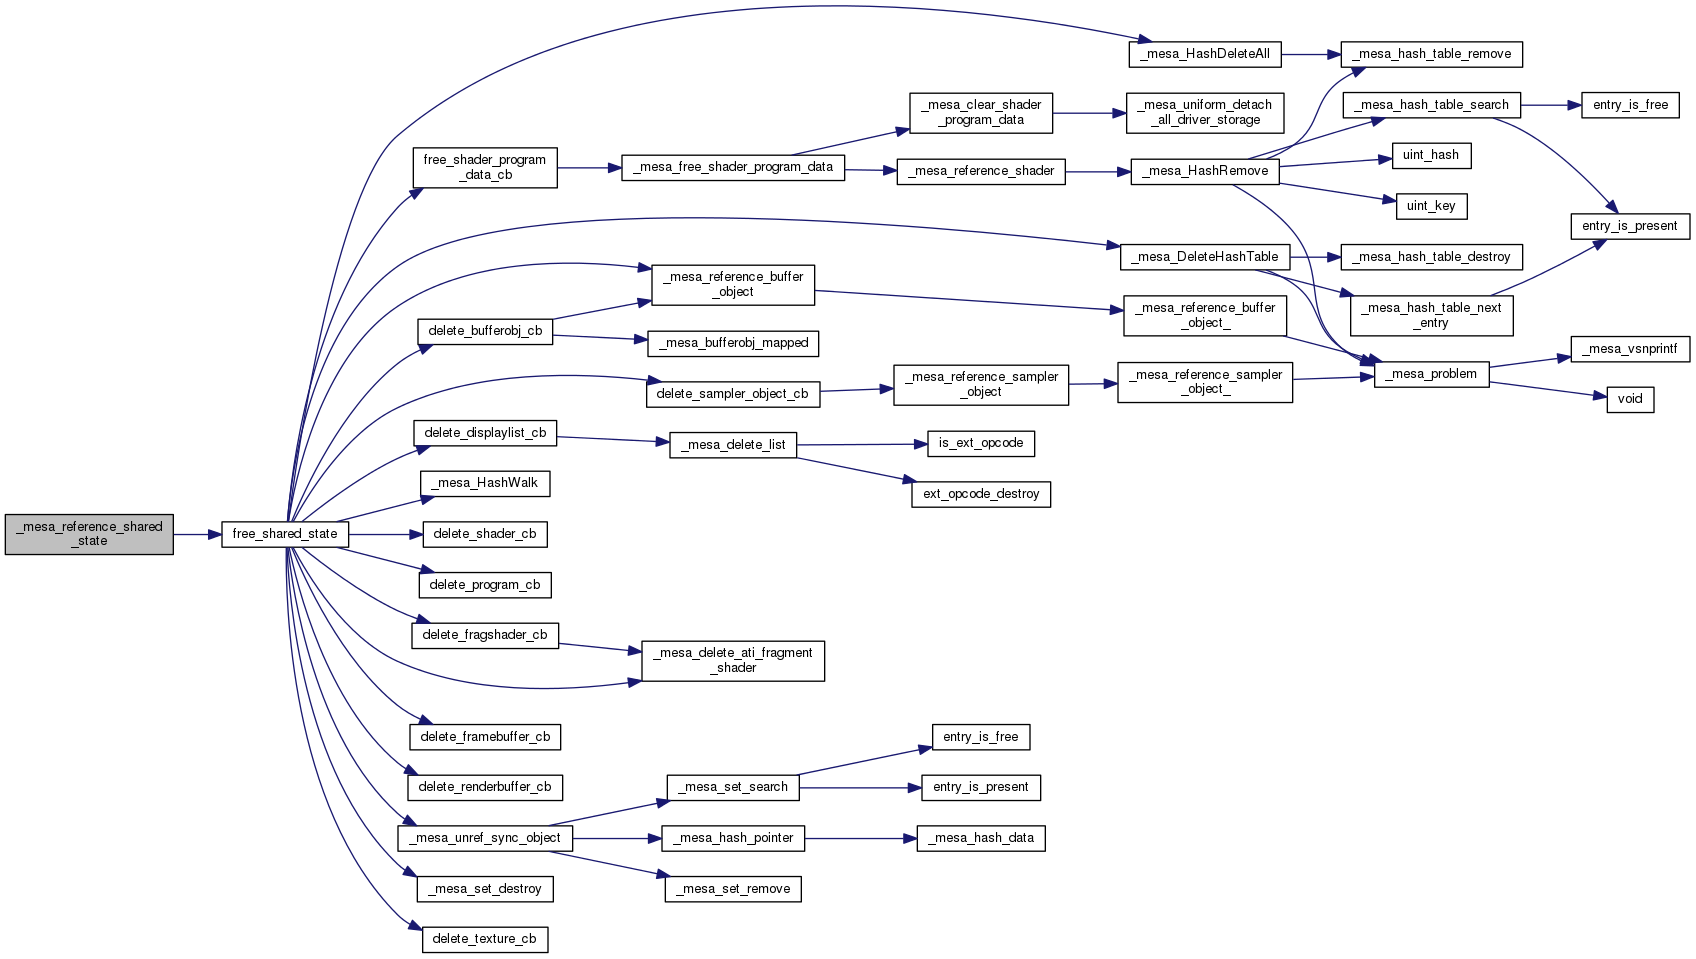 _mesa_reference_shared
_state
free_shared_state
_mesa_HashDeleteAll
_mesa_hash_table_remove
free_shader_program
_data_cb
_mesa_free_shader_program_data
_mesa_clear_shader
_program_data
_mesa_uniform_detach
_all_driver_storage
_mesa_reference_shader
_mesa_HashRemove
_mesa_hash_table_search
entry_is_free
uint_hash
uint_key
entry_is_present
_mesa_DeleteHashTable
_mesa_hash_table_destroy
_mesa_hash_table_next
_entry
_mesa_reference_buffer
_object
_mesa_reference_buffer
_object_
delete_bufferobj_cb
_mesa_bufferobj_mapped
_mesa_problem
_mesa_vsnprintf
void
delete_sampler_object_cb
_mesa_reference_sampler
_object
_mesa_reference_sampler
_object_
delete_displaylist_cb
_mesa_delete_list
is_ext_opcode
ext_opcode_destroy
_mesa_HashWalk
delete_shader_cb
delete_program_cb
delete_fragshader_cb
_mesa_delete_ati_fragment
_shader
delete_framebuffer_cb
delete_renderbuffer_cb
_mesa_unref_sync_object
_mesa_set_search
entry_is_free
entry_is_present
_mesa_hash_pointer
_mesa_hash_data
_mesa_set_remove
_mesa_set_destroy
delete_texture_cb